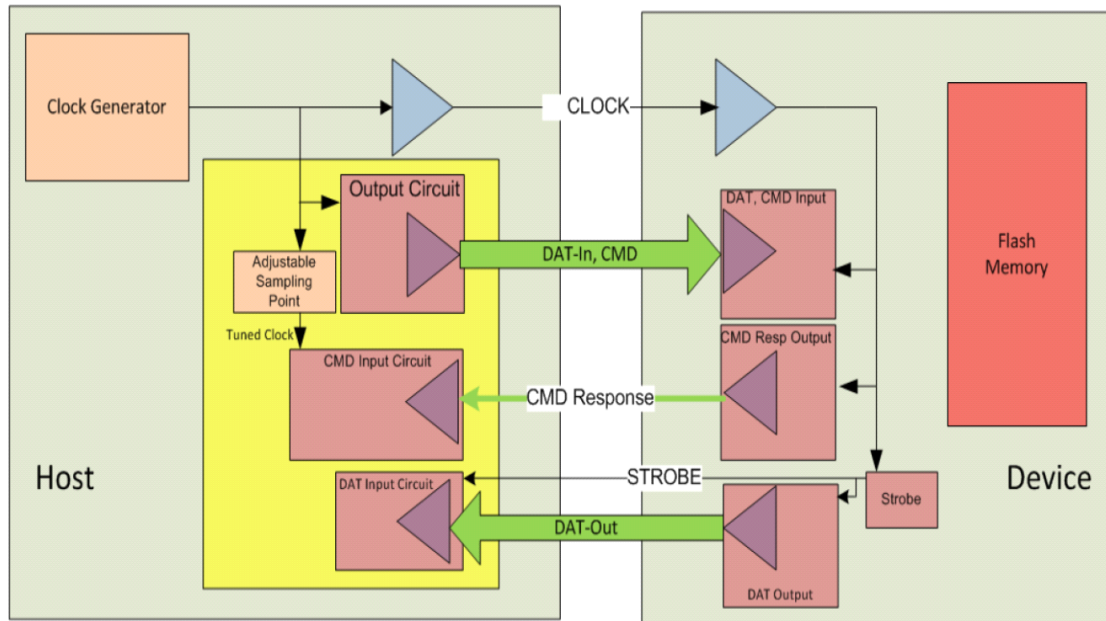 Clock Generator
CLOCK
Output Circuit
DAT, CMD Input
DAT-In, CMD
Flash
Memory
Adjustable
Sampling
Point
Tuned Clock
CMD Input Circuit
CMD Resp Output
CMD Response
Host
STROBE
Device
DAT Input Circuit
Strobe
DAT-Out
DAT Output